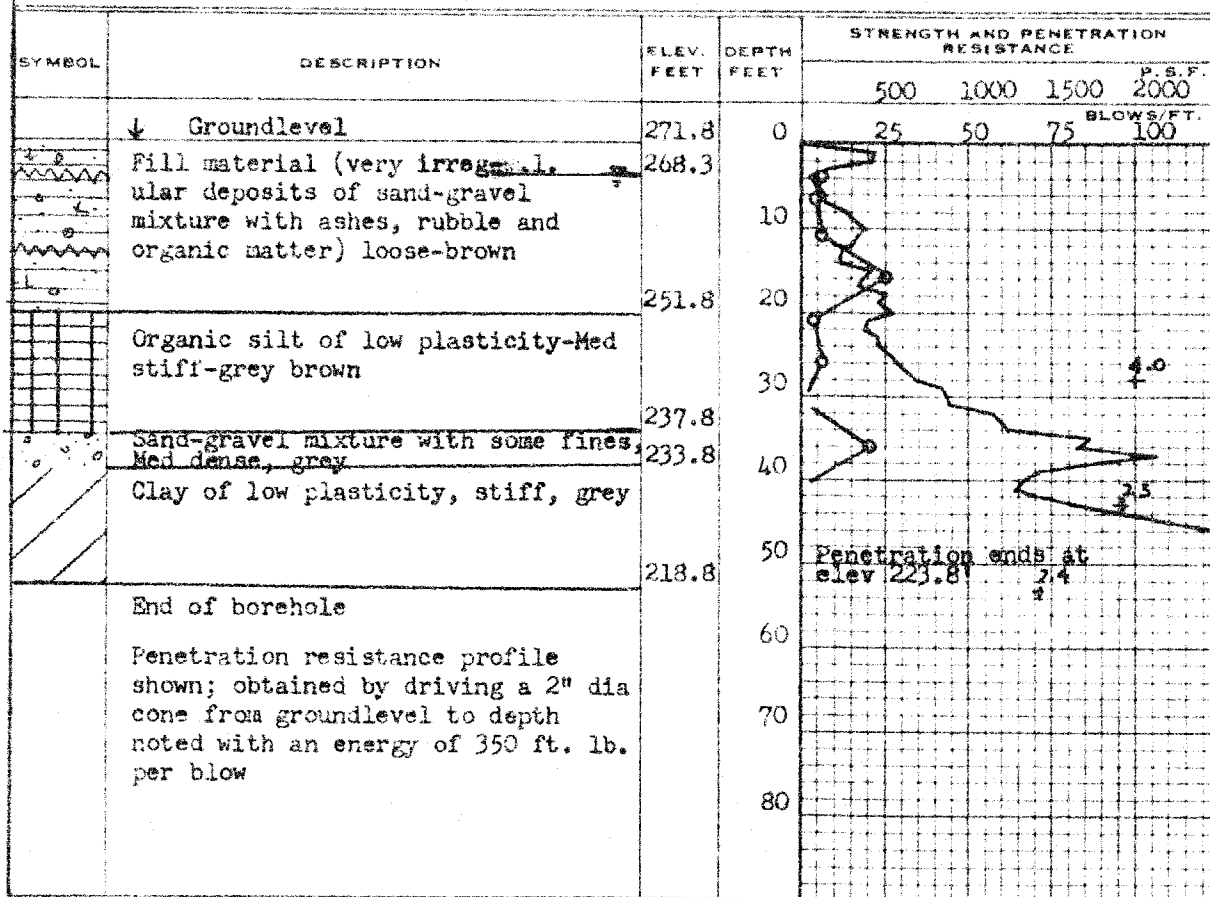 SYMBOL DESCRIPTION ELEV. FEET DEPTH FEET STRENGTH AND PENETRATION RESISTANCE
P.S.F.
500 1000 1500 2000
BLOWS/FT.
↓ Groundlevel 271.8 0 25 50 75 100
Fill material (very irreg 268.3
ular deposits of sand-gravel
mixture with ashes, rubble and 10
organic matter) loose-brown
251.8 20
Organic silt of low plasticity-Med
stiff-grey brown
4.0
30
237.8
Sand-gravel mixture with some fines,
Med dense, grey 233.8
40
Clay of low plasticity, stiff, grey
2.5
50 Penetration ends at
218.8 elev 223.8'
2.4
End of borehole
60
Penetration resistance profile
shown; obtained by driving a 2" dia
cone from groundlevel to depth 70
noted with an energy of 350 ft. lb.
per blow
80